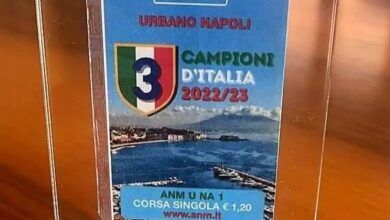 URBANO NAPOLI
3
CAMPIONI
D'ITALIA
2022/23
ANM U NA 1
CORSA SINGOLA € 1,20
www.anm.it